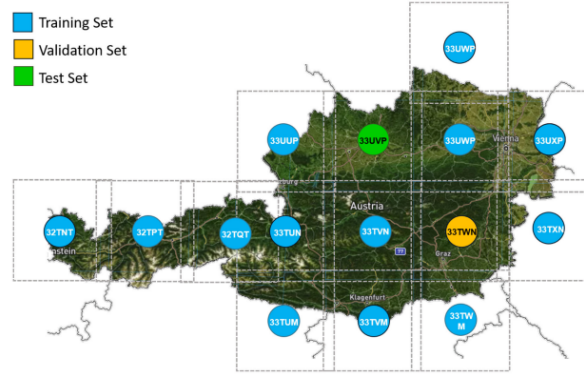 Training Set
Validation Set
Test Set
33UWP
33UUP
33UVP
33UWP
Vienna
33UXP
burg
Austria
32TNT
32TPT
32TQT
33TUN
33TVN
33TWN
33TXN
Graz
Klagenfurt
33TUM
33TVM
33TW
M